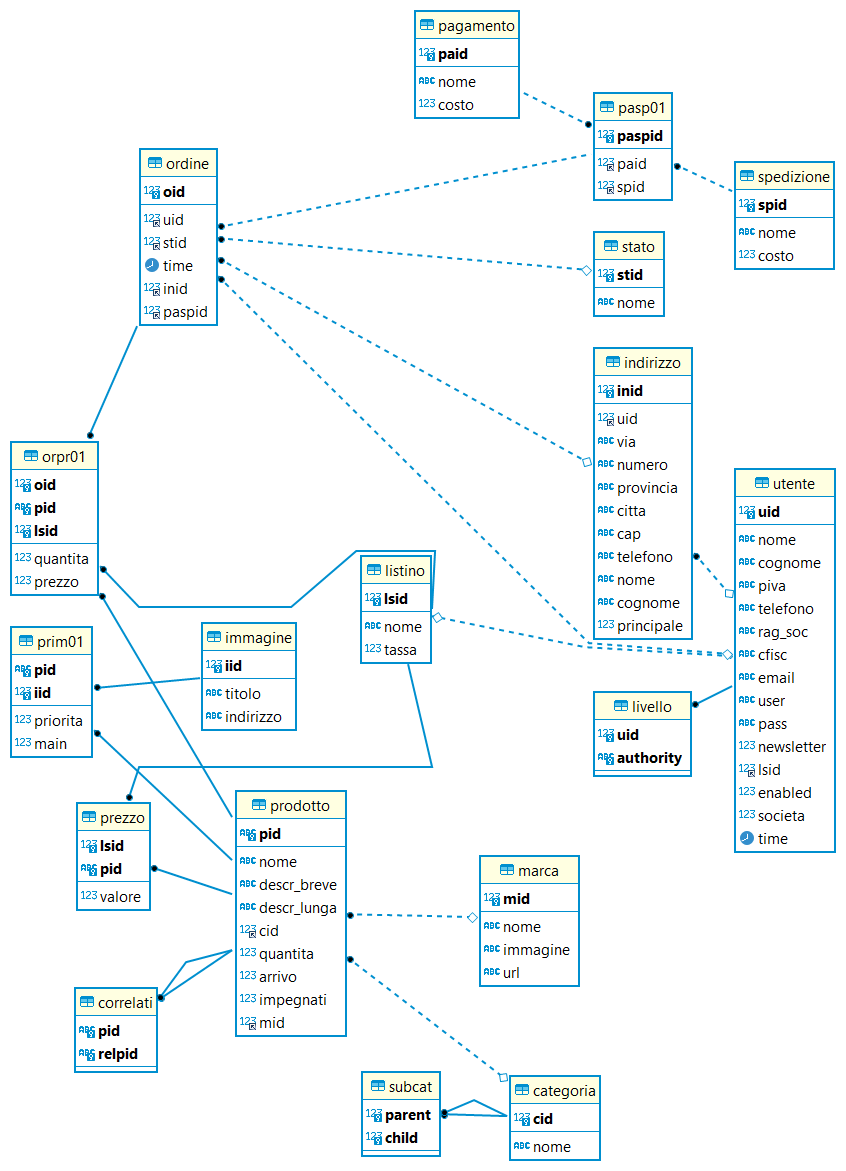 pagamento
paid
nome
costo
pasp01
paspid
paid
spid
ordine
oid
uid
stid
time
inid
paspid
spedizione
spid
nome
costo
stato
stid
nome
indirizzo
inid
uid
via
numero
provincia
citta
cap
telefono
nome
cognome
principale
orpr01
oid
pid
lsid
quantita
prezzo
utente
uid
nome
cognome
piva
telefono
rag_soc
cfisc
email
user
pass
newsletter
lsid
enabled
societa
time
listino
lsid
nome
tassa
immagine
iid
titolo
indirizzo
prim01
pid
iid
priorita
main
livello
uid
authority
prezzo
lsid
pid
valore
prodotto
pid
nome
descr_breve
descr_lunga
cid
quantita
arrivo
impegnati
mid
marca
mid
nome
immagine
url
correlati
pid
relpid
subcat
parent
child
categoria
cid
nome